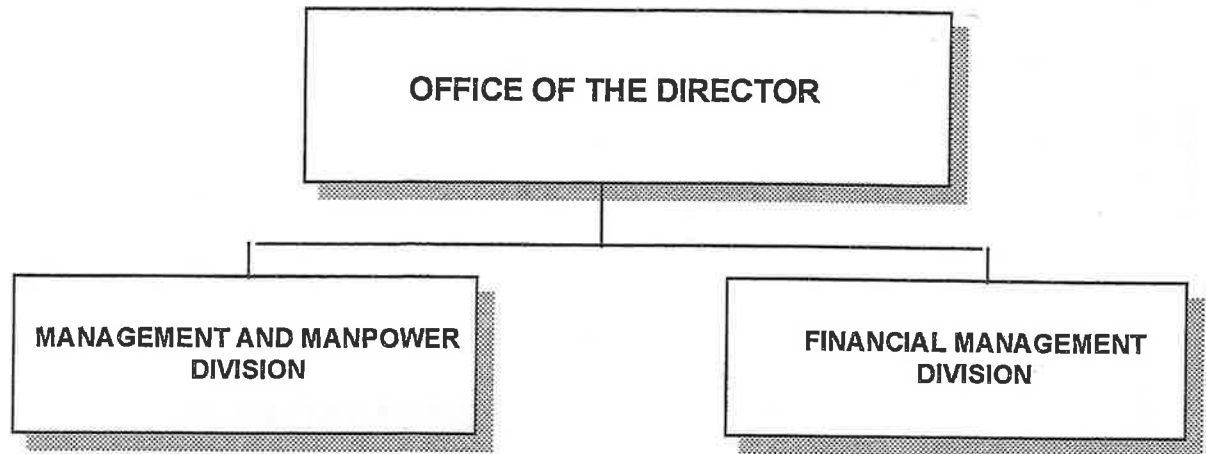 OFFICE OF THE DIRECTOR
MANAGEMENT AND MANPOWER
DIVISION
FINANCIAL MANAGEMENT
DIVISION